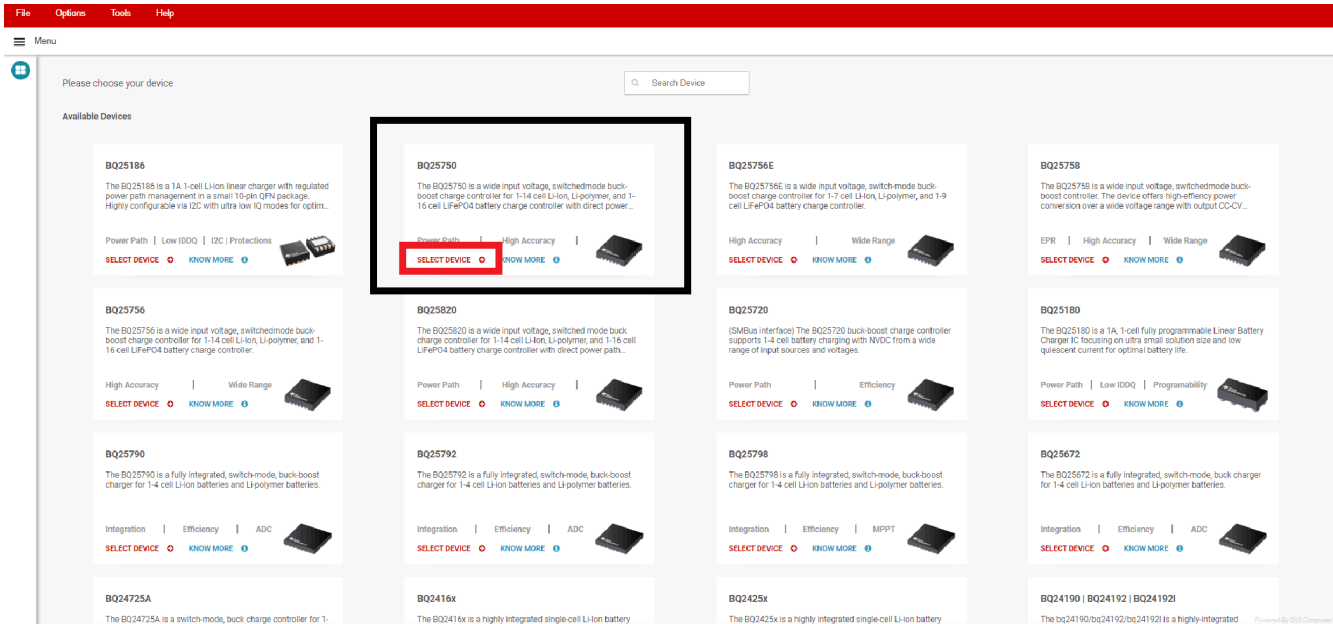 File Options Tools Help
Menu
Please choose your device
Search Device
Available Devices
BQ25186
The BQ25186 is a 1A 1-cell Li-ion linear charger with regulated
power path management in a small 10-pin QFN package.
Highly configurable via I2C with ultra low IQ modes for optim...
Power Path | Low IDDQ | I2C | Protections
SELECT DEVICE KNOW MORE
BQ25750
The BQ25750 is a wide input voltage, switchedmode buck-
boost charge controller for 1-14 cell Li-Ion, Li-polymer, and 1-
16 cell LiFePO4 battery charge controller with direct power...
Power Path | High Accuracy |
SELECT DEVICE KNOW MORE
BQ25756E
The BQ25756E is a wide input voltage, switch-mode buck-
boost charge controller for 1-7 cell Li-Ion, Li-polymer, and 1-9
cell LiFePO4 battery charge controller.
High Accuracy | Wide Range
SELECT DEVICE KNOW MORE
BQ25758
The BQ25758 is a wide input voltage, switched-mode buck-
boost controller. The device offers high-effiency power
conversion over a wide voltage range with output CC-CV...
EPR | High Accuracy | Wide Range
SELECT DEVICE KNOW MORE
BQ25756
The BQ25756 is a wide input voltage, switchedmode buck-
boost charge controller for 1-14 cell Li-Ion, Li-polymer, and 1-
16 cell LiFePO4 battery charge controller.
High Accuracy | Wide Range
SELECT DEVICE KNOW MORE
BQ25820
The BQ25820 is a wide input voltage, switched mode buck
charge controller for 1-14 cell Li-Ion, Li-polymer, and 1-16 cell
LiFePO4 battery charge controller with direct power path...
Power Path | High Accuracy |
SELECT DEVICE KNOW MORE
BQ25720
(SMBus interface) The BQ25720 buck-boost charge controller
supports 1-4 cell battery charging with NVDC from a wide
range of input sources and voltages.
Power Path | Efficiency
SELECT DEVICE KNOW MORE
BQ25180
The BQ25180 is a 1A, 1-cell fully programmable Linear Battery
Charger IC focusing on ultra small solution size and low
quiescent current for optimal battery life.
Power Path | Low IDDQ | Programability
SELECT DEVICE KNOW MORE
BQ25790
The BQ25790 is a fully integrated, switch-mode, buck-boost
charger for 1-4 cell Li-ion batteries and Li-polymer batteries.
Integration | Efficiency | ADC
SELECT DEVICE KNOW MORE
BQ25792
The BQ25792 is a fully integrated, switch-mode, buck-boost
charger for 1-4 cell Li-ion batteries and Li-polymer batteries.
Integration | Efficiency | ADC
SELECT DEVICE KNOW MORE
BQ25798
The BQ25798 is a fully integrated, switch-mode, buck-boost
charger for 1-4 cell Li-ion batteries and Li-polymer batteries.
Integration | Efficiency | MPPT
SELECT DEVICE KNOW MORE
BQ25672
The BQ25672 is a fully integrated, switch-mode, buck charger
for 1-4 cell Li-ion batteries and Li-polymer batteries.
Integration | Efficiency | ADC
SELECT DEVICE KNOW MORE
BQ24725A
The BQ24725A is a switch-mode, buck charge controller for 1-
BQ2416x
The BQ2416x is a highly integrated single-cell Li-Ion battery
BQ2425x
The BQ2425x is a highly integrated single-cell Li-Ion battery
BQ24190 | BQ24192 | BQ24192I
The bq24190/bq24192/bq24192I is a highly-integrated
Powered By GUI Composer